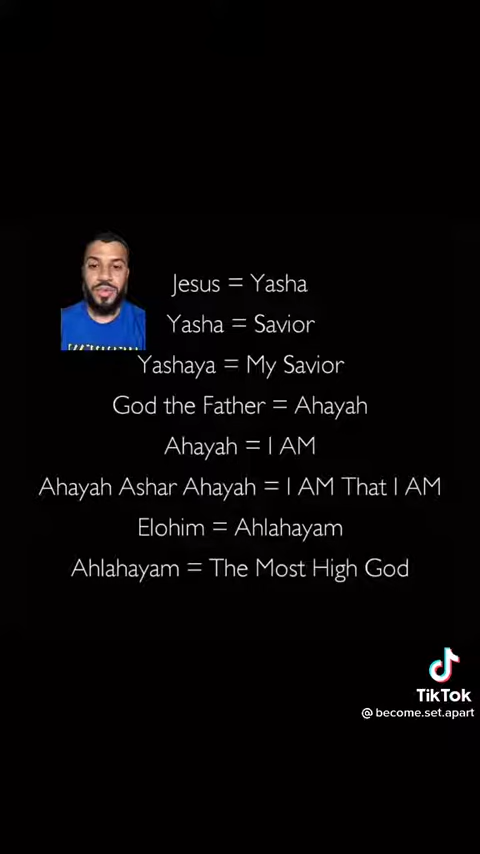 Jesus = Yasha
Yasha = Savior
Yashaya = My Savior
God the Father = Ahayah
Ahayah = I AM
Ahayah Ashar Ahayah = I AM That I AM
Elohim = Ahlahayam
Ahlahayam = The Most High God
TikTok
@ become.set.apart